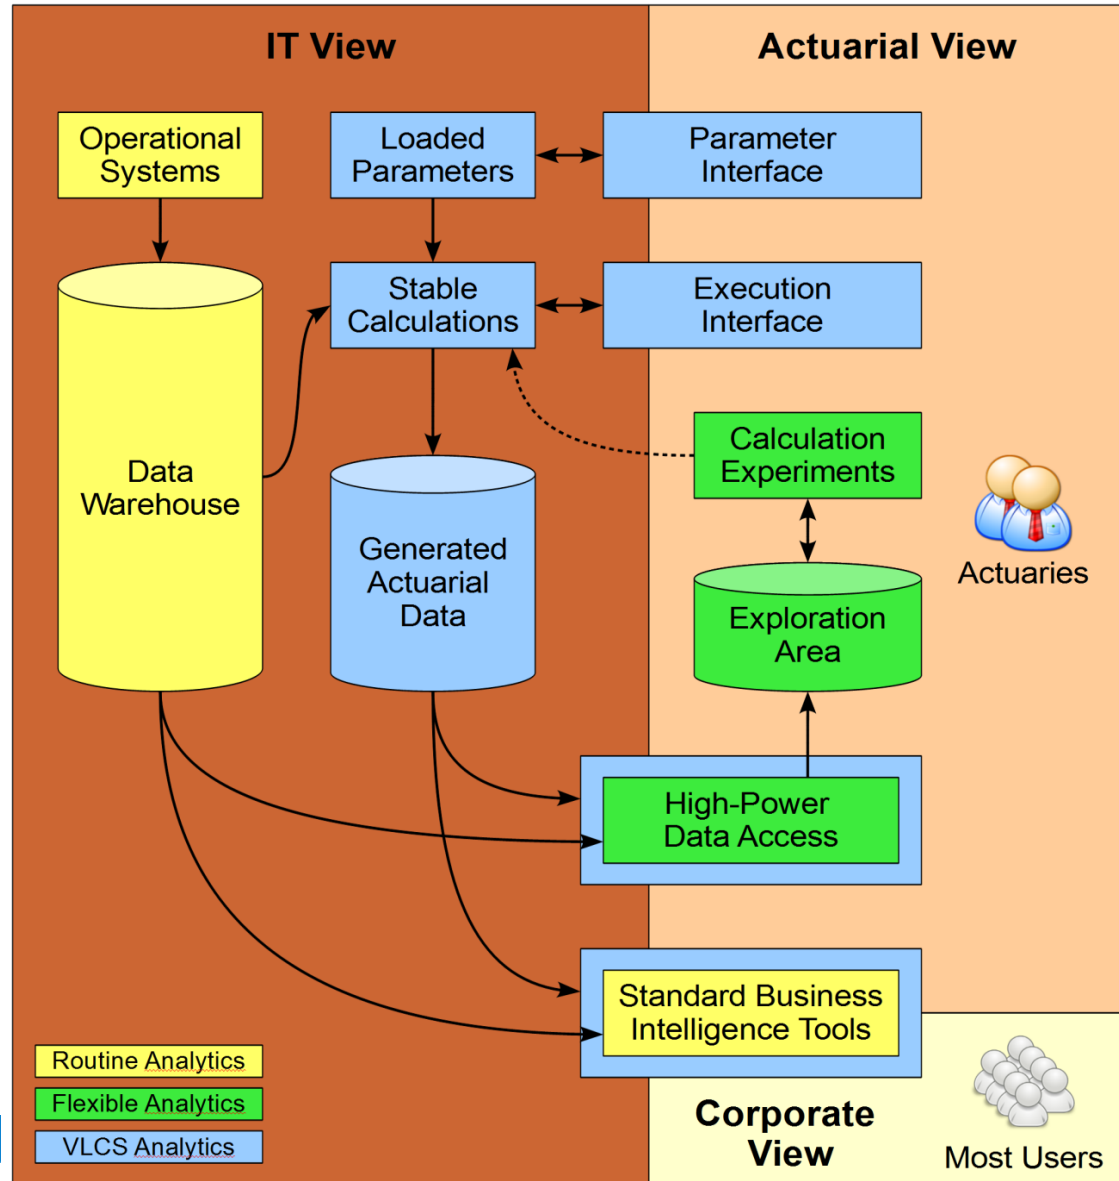 IT View
Actuarial View
Operational
Systems
Loaded
Parameters
Parameter
Interface
Stable
Calculations
Execution
Interface
Data
Warehouse
Calculation
Experiments
Generated
Actuarial
Data
Actuaries
Exploration
Area
High-Power
Data Access
Standard Business
Intelligence Tools
Routine Analytics
Flexible Analytics
VLCS Analytics
Corporate
View
Most Users